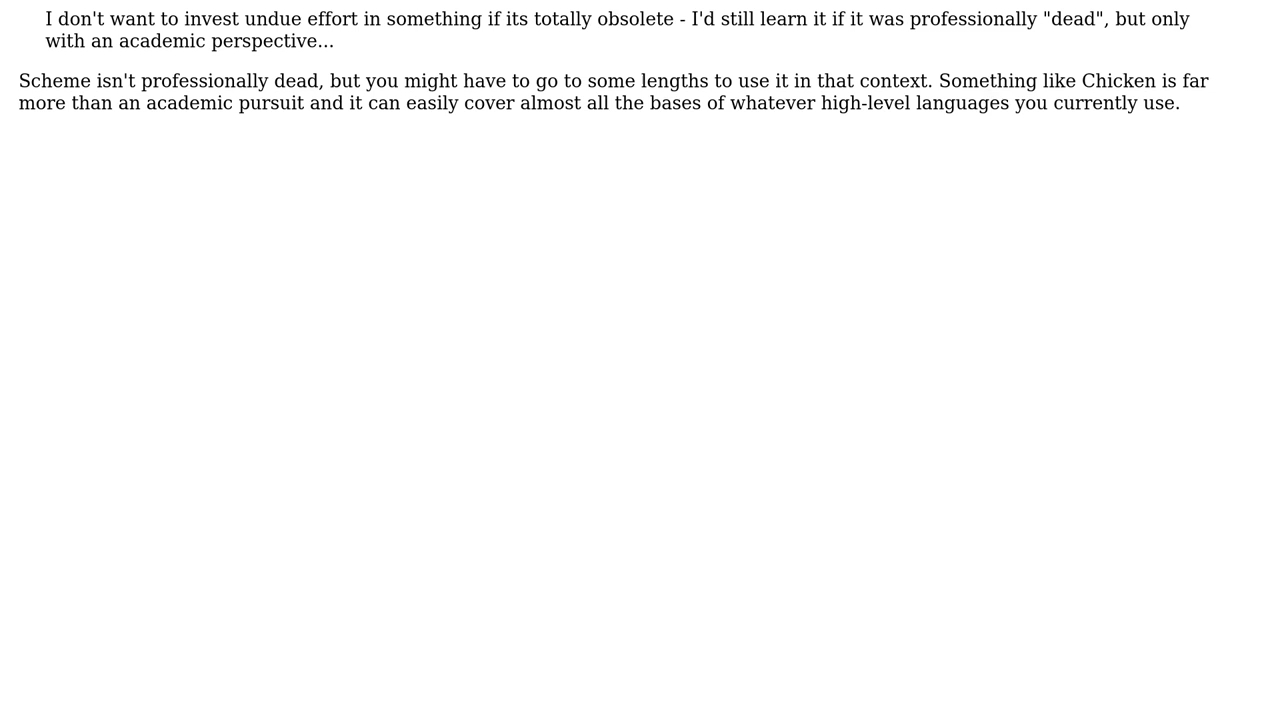 I don't want to invest undue effort in something if its totally obsolete - I'd still learn it if it was professionally "dead", but only
with an academic perspective...
Scheme isn't professionally dead, but you might have to go to some lengths to use it in that context. Something like Chicken is far
more than an academic pursuit and it can easily cover almost all the bases of whatever high-level languages you currently use.